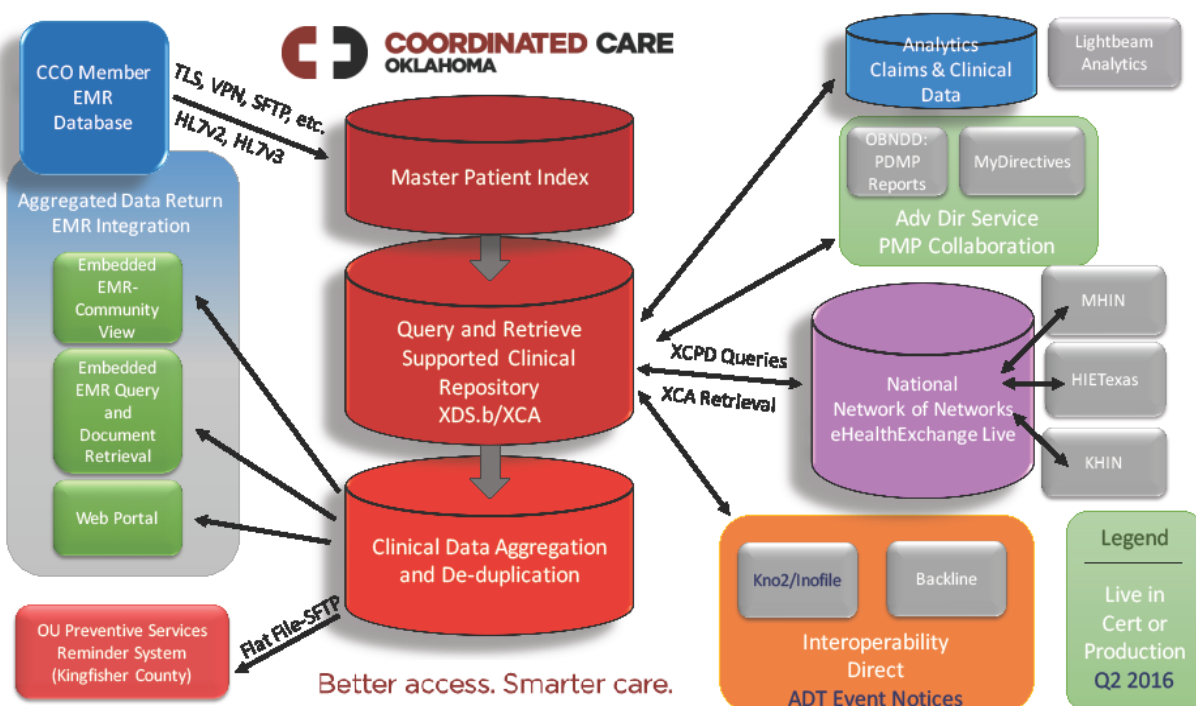 COORDINATED CARE
OKLAHOMA
CCO Member
EMR
Database
TLS, VPN, SFTP, etc.
HL7v2, HL7v3
Master Patient Index
Analytics
Claims & Clinical
Data
Lightbeam
Analytics
OBNDD:
PDMP
Reports
MyDirectives
Adv Dir Service
PMP Collaboration
Aggregated Data Return
EMR Integration
Embedded
EMR-
Community
View
Embedded
EMR Query
and
Document
Retrieval
Web Portal
Query and Retrieve
Supported Clinical
Repository
XDS.b/XCA
XCPD Queries
XCA Retrieval
National
Network of Networks
eHealthExchange Live
MHIN
HIETexas
KHIN
Clinical Data Aggregation
and De-duplication
Flat File-SFTP
OU Preventive Services
Reminder System
(Kingfisher County)
Better access. Smarter care.
Kno2/Inofile
Backline
Interoperability
Direct
ADT Event Notices
Legend
Live in
Cert or
Production
Q2 2016